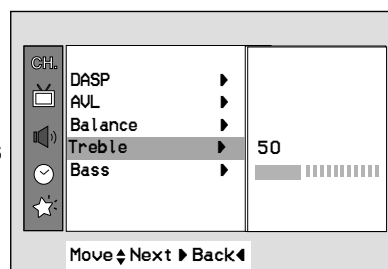 CH.
DASP ▶
AVL ▶
Balance ▶
Treble ▶ 50
Bass ▶
Move ▲▼ Next ▶ Back ◀